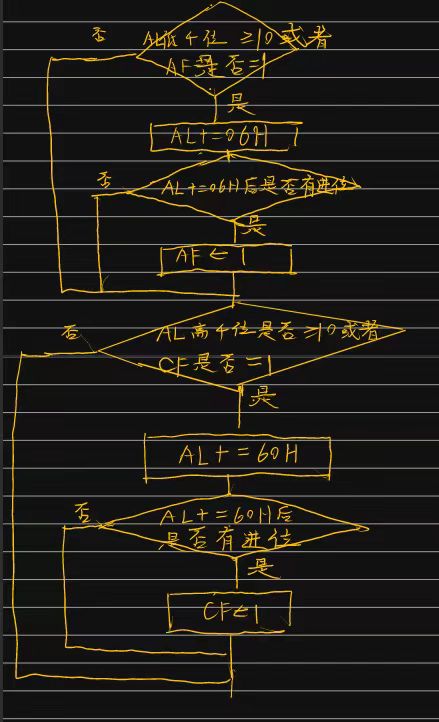 否
AL低4位≥10或者
AF是否=1
是
AL+=06H
否
AL+=06H后是否有进位
是
AF←1
否
AL高4位是否≥10或者
CF是否=1
是
AL+=60H
否
AL+=60H后
是否有进位
是
CF←1